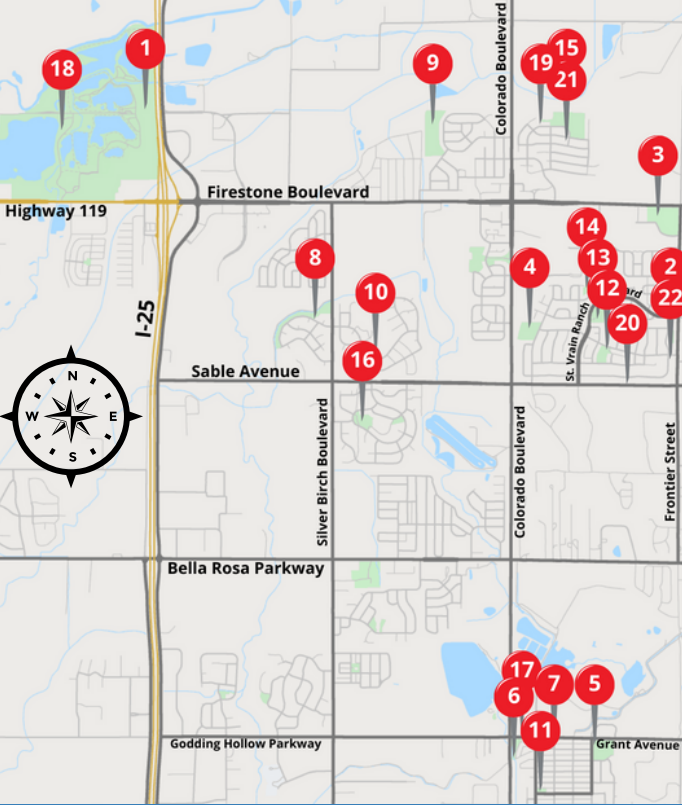 1
18
9
Colorado Boulevard
15
19
21
3
Firestone Boulevard
Highway 119
14
8
13
4
2
10
12
ard
22
20
I-25
St. Vrain Ranch
16
Sable Avenue
N
W E
S
Silver Birch Boulevard
Colorado Boulevard
Frontier Street
Bella Rosa Parkway
17
7
5
6
11
Godding Hollow Parkway
Grant Avenue